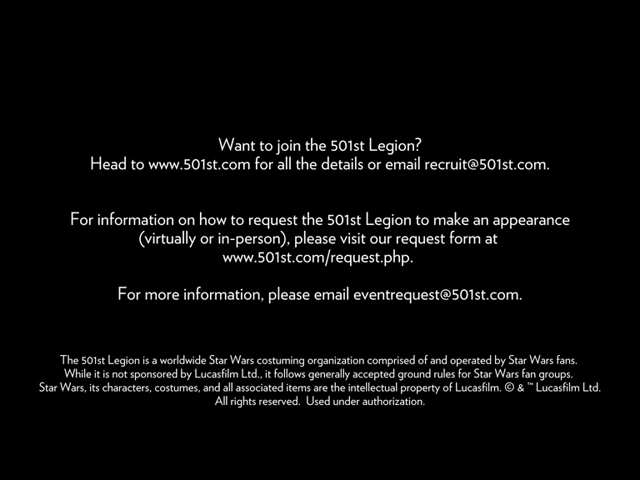 Want to join the 501st Legion?
Head to www.501st.com for all the details or email recruit@501st.com.
For information on how to request the 501st Legion to make an appearance
(virtually or in-person), please visit our request form at
www.501st.com/request.php.
For more information, please email eventrequest@501st.com.
The 501st Legion is a worldwide Star Wars costuming organization comprised of and operated by Star Wars fans.
While it is not sponsored by Lucasfilm Ltd., it follows generally accepted ground rules for Star Wars fan groups.
Star Wars, its characters, costumes, and all associated items are the intellectual property of Lucasfilm. © & ™ Lucasfilm Ltd.
All rights reserved. Used under authorization.